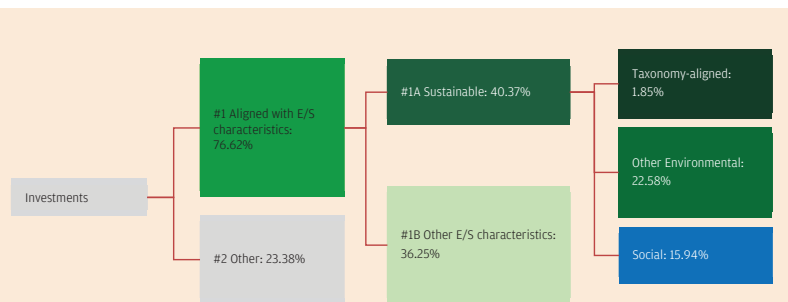 Investments
#1 Aligned with E/S
characteristics:
76.62%
#2 Other: 23.38%
#1A Sustainable: 40.37%
#1B Other E/S characteristics:
36.25%
Taxonomy-aligned:
1.85%
Other Environmental:
22.58%
Social: 15.94%